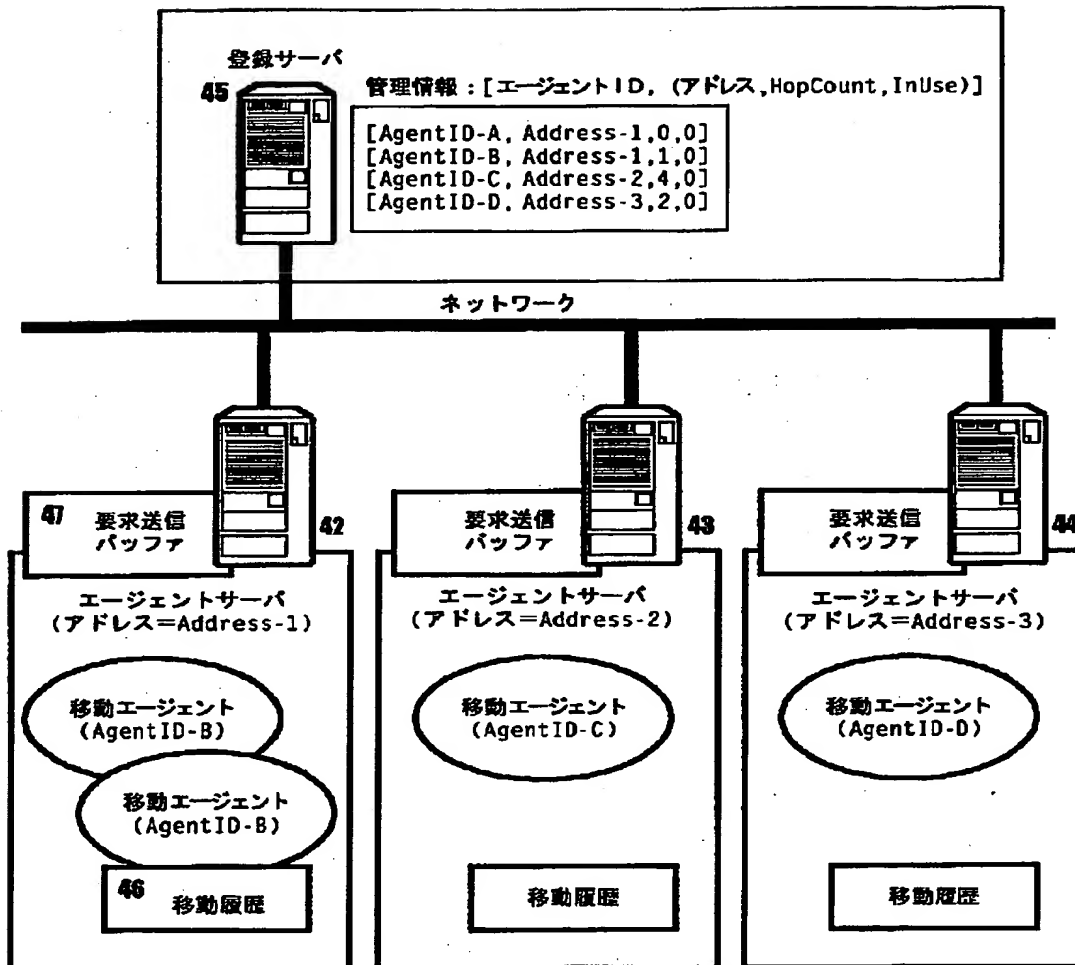 登録サーバ
45
管理情報:[エージェントID, (アドレス,HopCount,InUse)]
[AgentID-A, Address-1,0,0]
[AgentID-B, Address-1,1,0]
[AgentID-C, Address-2,4,0]
[AgentID-D, Address-3,2,0]
ネットワーク
47 要求送信
バッファ
42
要求送信
バッファ
43
要求送信
バッファ
44
エージェントサーバ
(アドレス=Address-1)
エージェントサーバ
(アドレス=Address-2)
エージェントサーバ
(アドレス=Address-3)
移動エージェント
(AgentID-B)
移動エージェント
(AgentID-C)
移動エージェント
(AgentID-D)
移動エージェント
(AgentID-B)
46 移動履歴
移動履歴
移動履歴